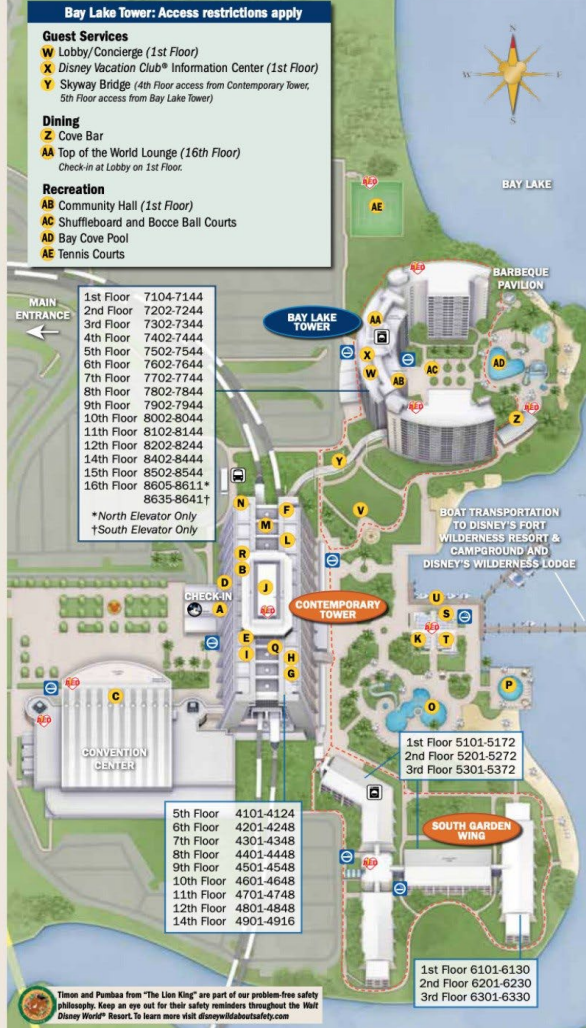 Bay Lake Tower: Access restrictions apply
Guest Services
W Lobby/Concierge (1st Floor)
X Disney Vacation Club® Information Center (1st Floor)
Y Skyway Bridge (4th Floor access from Contemporary Tower,
5th Floor access from Bay Lake Tower)
Dining
Z Cove Bar
AA Top of the World Lounge (16th Floor)
Check-in at Lobby on 1st Floor.
Recreation
AB Community Hall (1st Floor)
AC Shuffleboard and Bocce Ball Courts
AD Bay Cove Pool
AE Tennis Courts
N
W
E
S
BAY LAKE
AED
AE
MAIN
ENTRANCE
1st Floor 7104-7144
2nd Floor 7202-7244
3rd Floor 7302-7344
4th Floor 7402-7444
5th Floor 7502-7544
6th Floor 7602-7644
7th Floor 7702-7744
8th Floor 7802-7844
9th Floor 7902-7944
10th Floor 8002-8044
11th Floor 8102-8144
12th Floor 8202-8244
14th Floor 8402-8444
15th Floor 8502-8544
16th Floor 8605-8611*
8635-8641†
*North Elevator Only
†South Elevator Only
BAY LAKE
TOWER
AED
BARBEQUE
PAVILION
AA
X
W
AB
AC
AD
AED
AED
Z
Y
V
BOAT TRANSPORTATION
TO DISNEY'S FORT
WILDERNESS RESORT &
CAMPGROUND AND
DISNEY'S WILDERNESS LODGE
N
F
M
L
R
B
D
J
CHECK-IN
A
AED
CONTEMPORARY
TOWER
E
Q
I
H
G
U
S
AED
K
T
P
O
AED
AED
C
CONVENTION
CENTER
1st Floor 5101-5172
2nd Floor 5201-5272
3rd Floor 5301-5372
5th Floor 4101-4124
6th Floor 4201-4248
7th Floor 4301-4348
8th Floor 4401-4448
9th Floor 4501-4548
10th Floor 4601-4648
11th Floor 4701-4748
12th Floor 4801-4848
14th Floor 4901-4916
SOUTH GARDEN
WING
AED
1st Floor 6101-6130
2nd Floor 6201-6230
3rd Floor 6301-6330
Timon and Pumbaa from "The Lion King" are part of our problem-free safety
philosophy. Keep an eye out for their safety reminders throughout the Walt
Disney World® Resort. To learn more visit disneywildaboutsafety.com